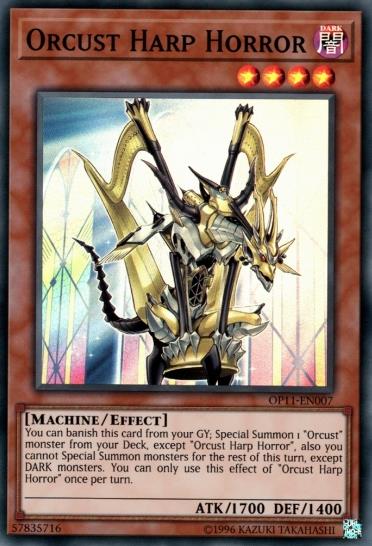 Orcust Harp Horror
DARK
闇
OP11-EN007
[Machine/Effect]
You can banish this card from your GY; Special Summon 1 "Orcust"
monster from your Deck, except "Orcust Harp Horror", also you
cannot Special Summon monsters for the rest of this turn, except
DARK monsters. You can only use this effect of "Orcust Harp
Horror" once per turn.
ATK/1700 DEF/1400
57835716
©1996 KAZUKI TAKAHASHI